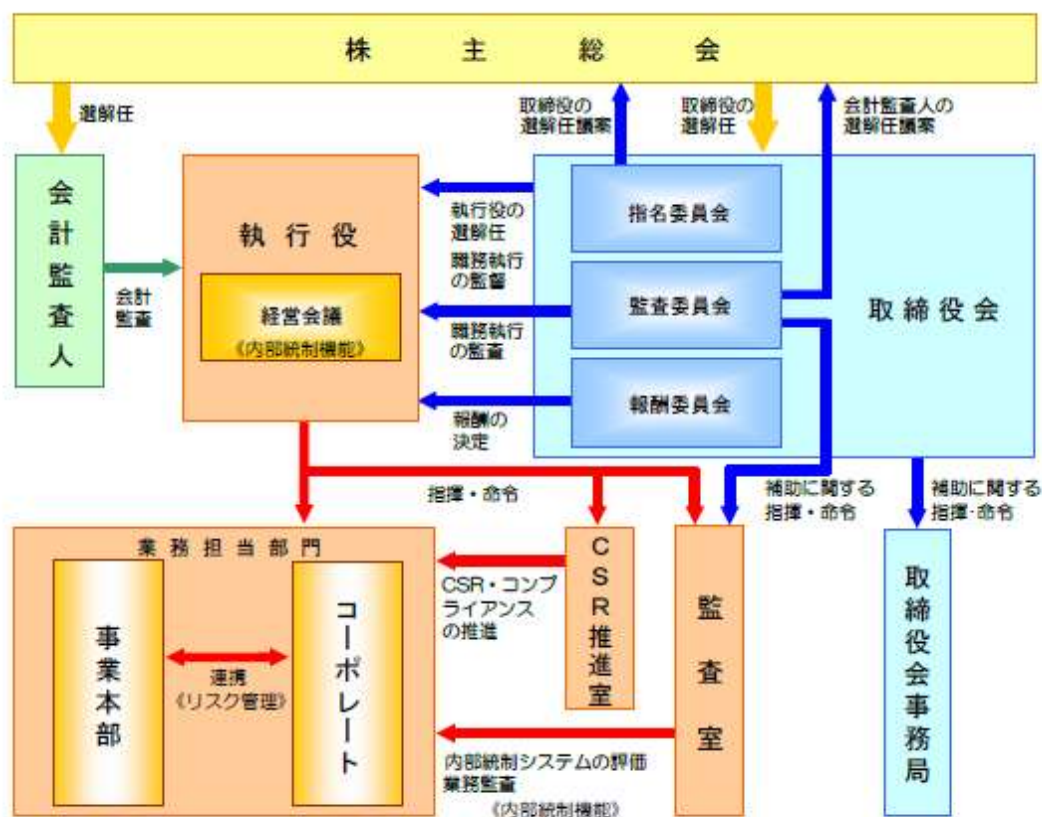 株主総会
選解任
取締役の
選解任議案
取締役の
選解任
会計監査人の
選解任議案
会計監査人
会計
監査
執行役
経営会議
《内部統制機能》
執行役の
選解任
職務執行
の監督
職務執行
の監査
報酬の
決定
指名委員会
監査委員会
報酬委員会
取締役会
指揮・命令
補助に関する
指揮・命令
補助に関する
指揮・命令
業務担当部門
事業本部
連携
《リスク管理》
コーポレート
CSR・コンプ
ライアンス
の推進
CSR推進室
内部統制システムの評価
業務監査
《内部統制機能》
監査室
取締役会事務局